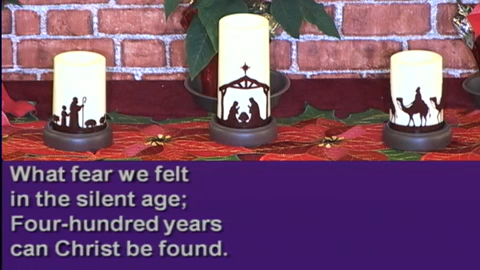 What fear we felt
in the silent age;
Four-hundred years
can Christ be found.